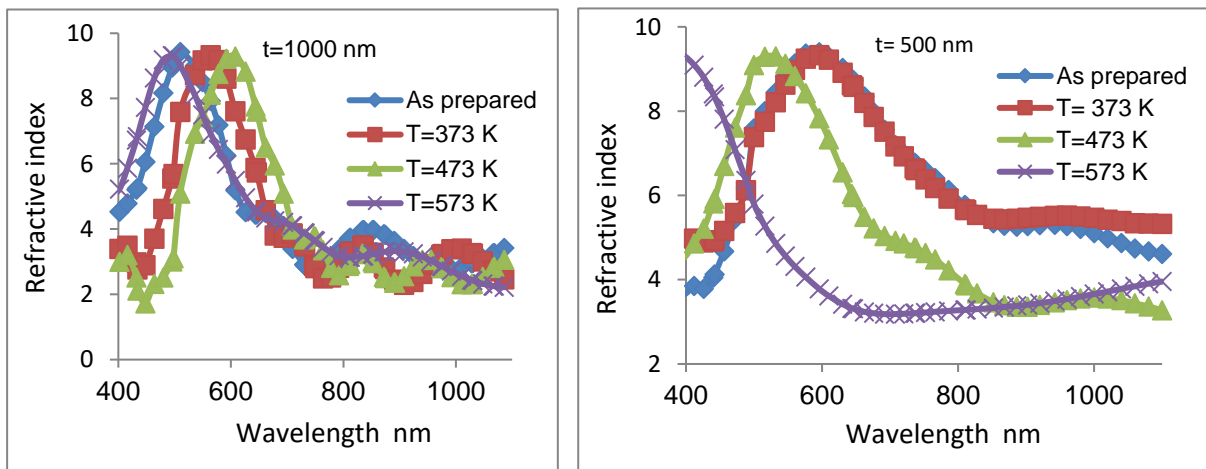 t=1000 nm
Refractive index
10
8
6
4
2
0
400
600
800
1000
Wavelength nm
As prepared
T=373 K
T=473 K
T=573 K
t= 500 nm
Refractive index
10
8
6
4
2
400
600
800
1000
Wavelength nm
As prepared
T= 373 K
T=473 K
T=573 K